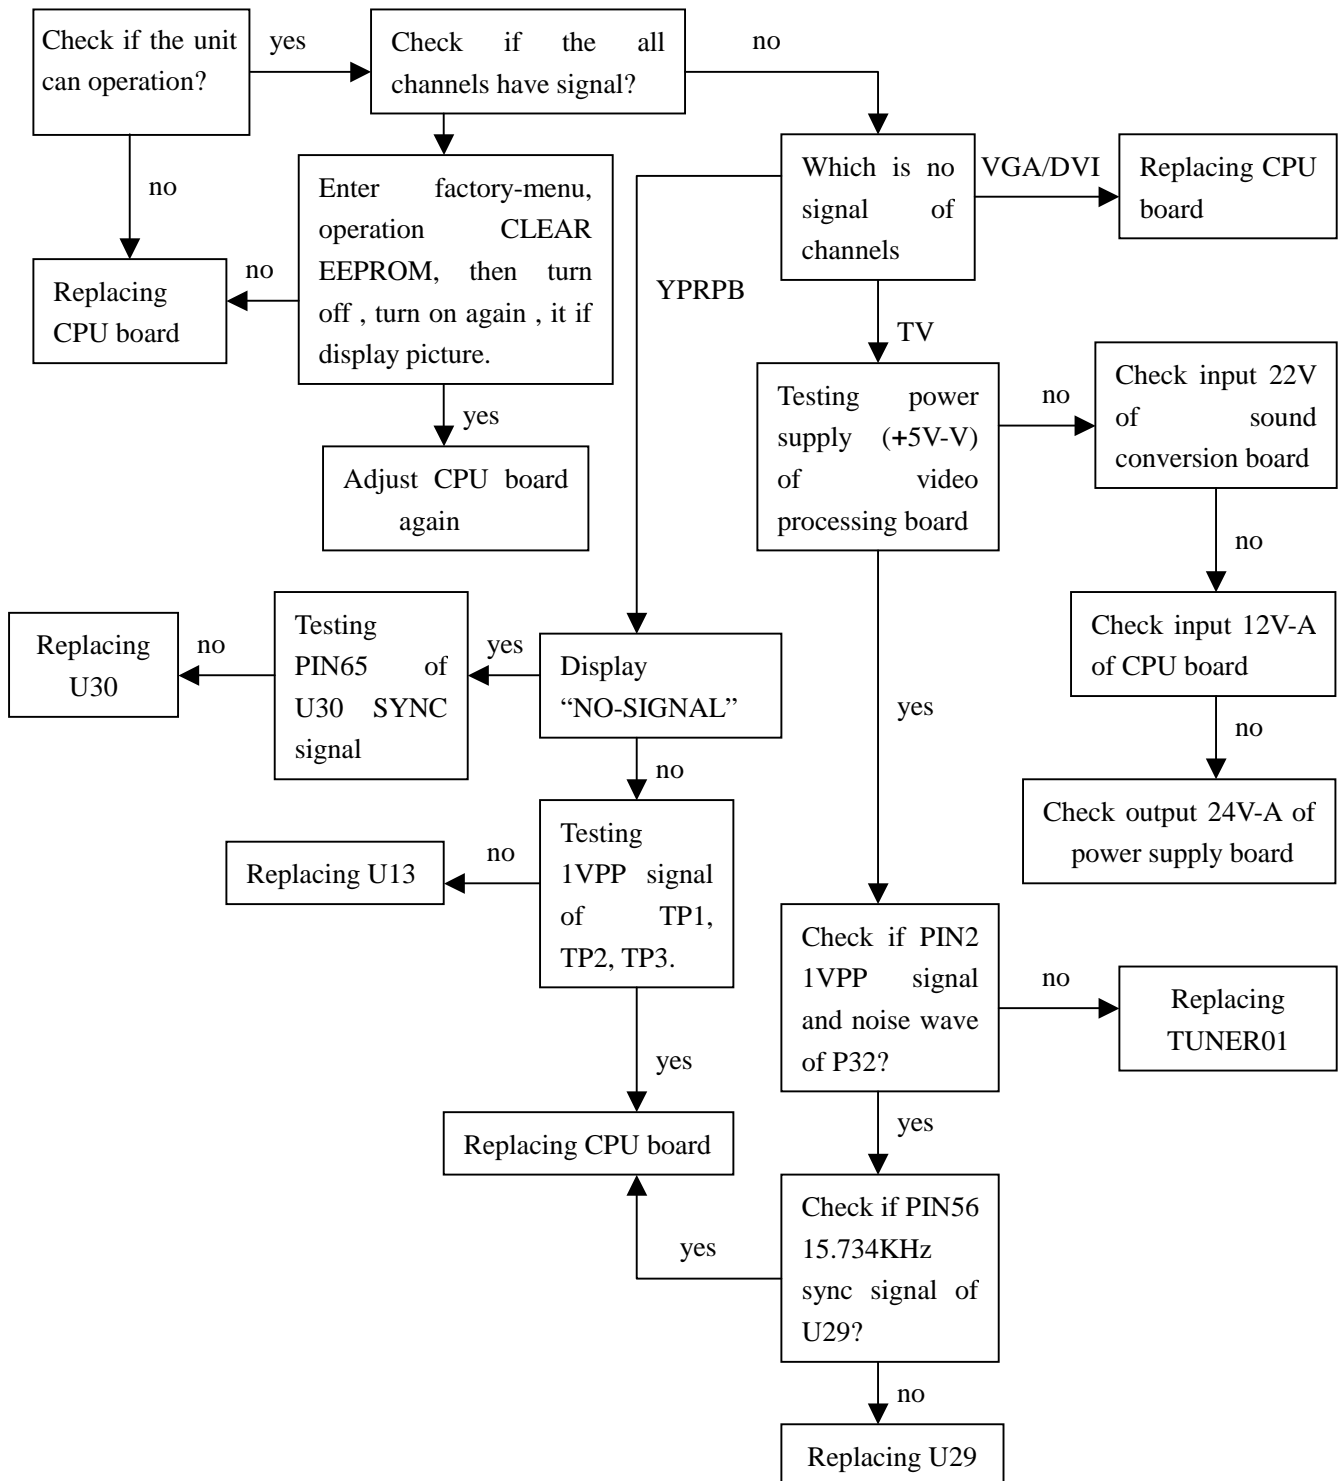 Check if the unit
can operation?
yes
Check if the all
channels have signal?
no
no
Enter factory-menu,
operation CLEAR
EEPROM, then turn
off , turn on again , it if
display picture.
no
Replacing
CPU board
yes
Adjust CPU board
again
Which is no
signal of
channels
VGA/DVI
Replacing CPU
board
YPRPB
TV
Testing power
supply (+5V-V)
of video
processing board
no
Check input 22V
of sound
conversion board
no
Check input 12V-A
of CPU board
no
Check output 24V-A of
power supply board
yes
Display
“NO-SIGNAL”
yes
Testing
PIN65 of
U30 SYNC
signal
no
Replacing
U30
no
Testing
1VPP signal
of TP1,
TP2, TP3.
no
Replacing U13
yes
Replacing CPU board
Check if PIN2
1VPP signal
and noise wave
of P32?
no
Replacing
TUNER01
yes
Check if PIN56
15.734KHz
sync signal of
U29?
yes
no
Replacing U29